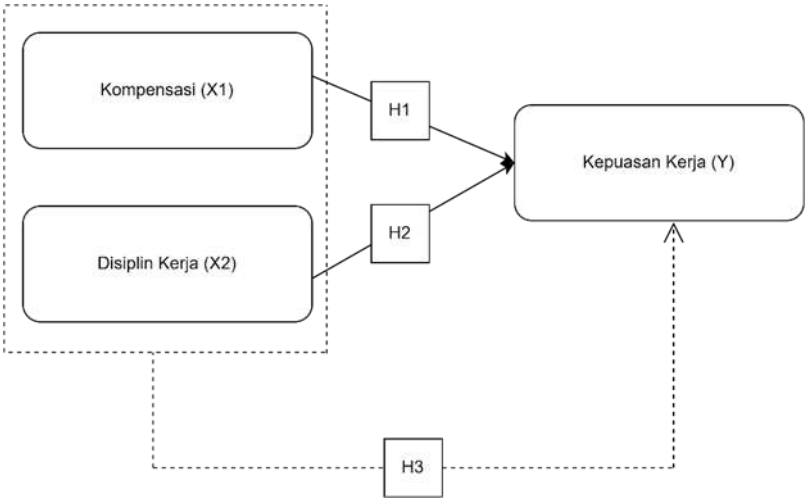 Kompensasi (X1)
H1
Kepuasan Kerja (Y)
Disiplin Kerja (X2)
H2
H3